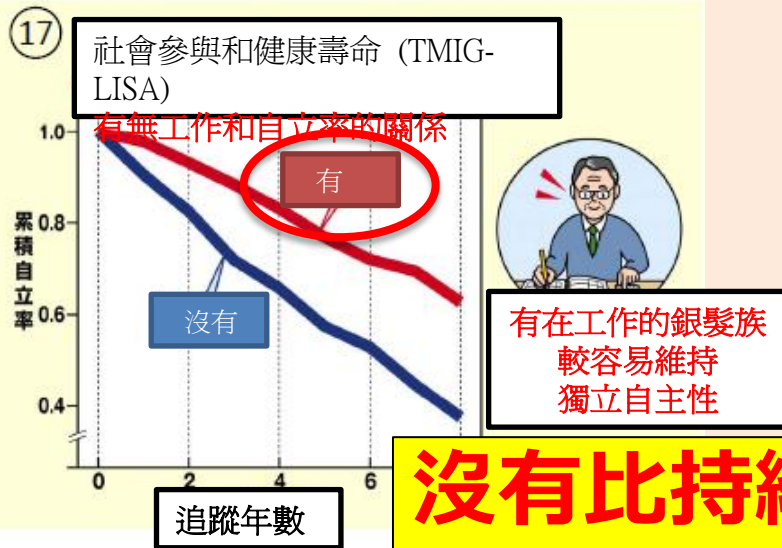 17
社會參與和健康壽命 (TMIG-
LISA)
有無工作和自立率的關係
1.0
有
累積自立率
0.8
沒有
0.6
0.4
有在工作的銀髮族
較容易維持
獨立自主性
0
2
4
6
追蹤年數
沒有比持